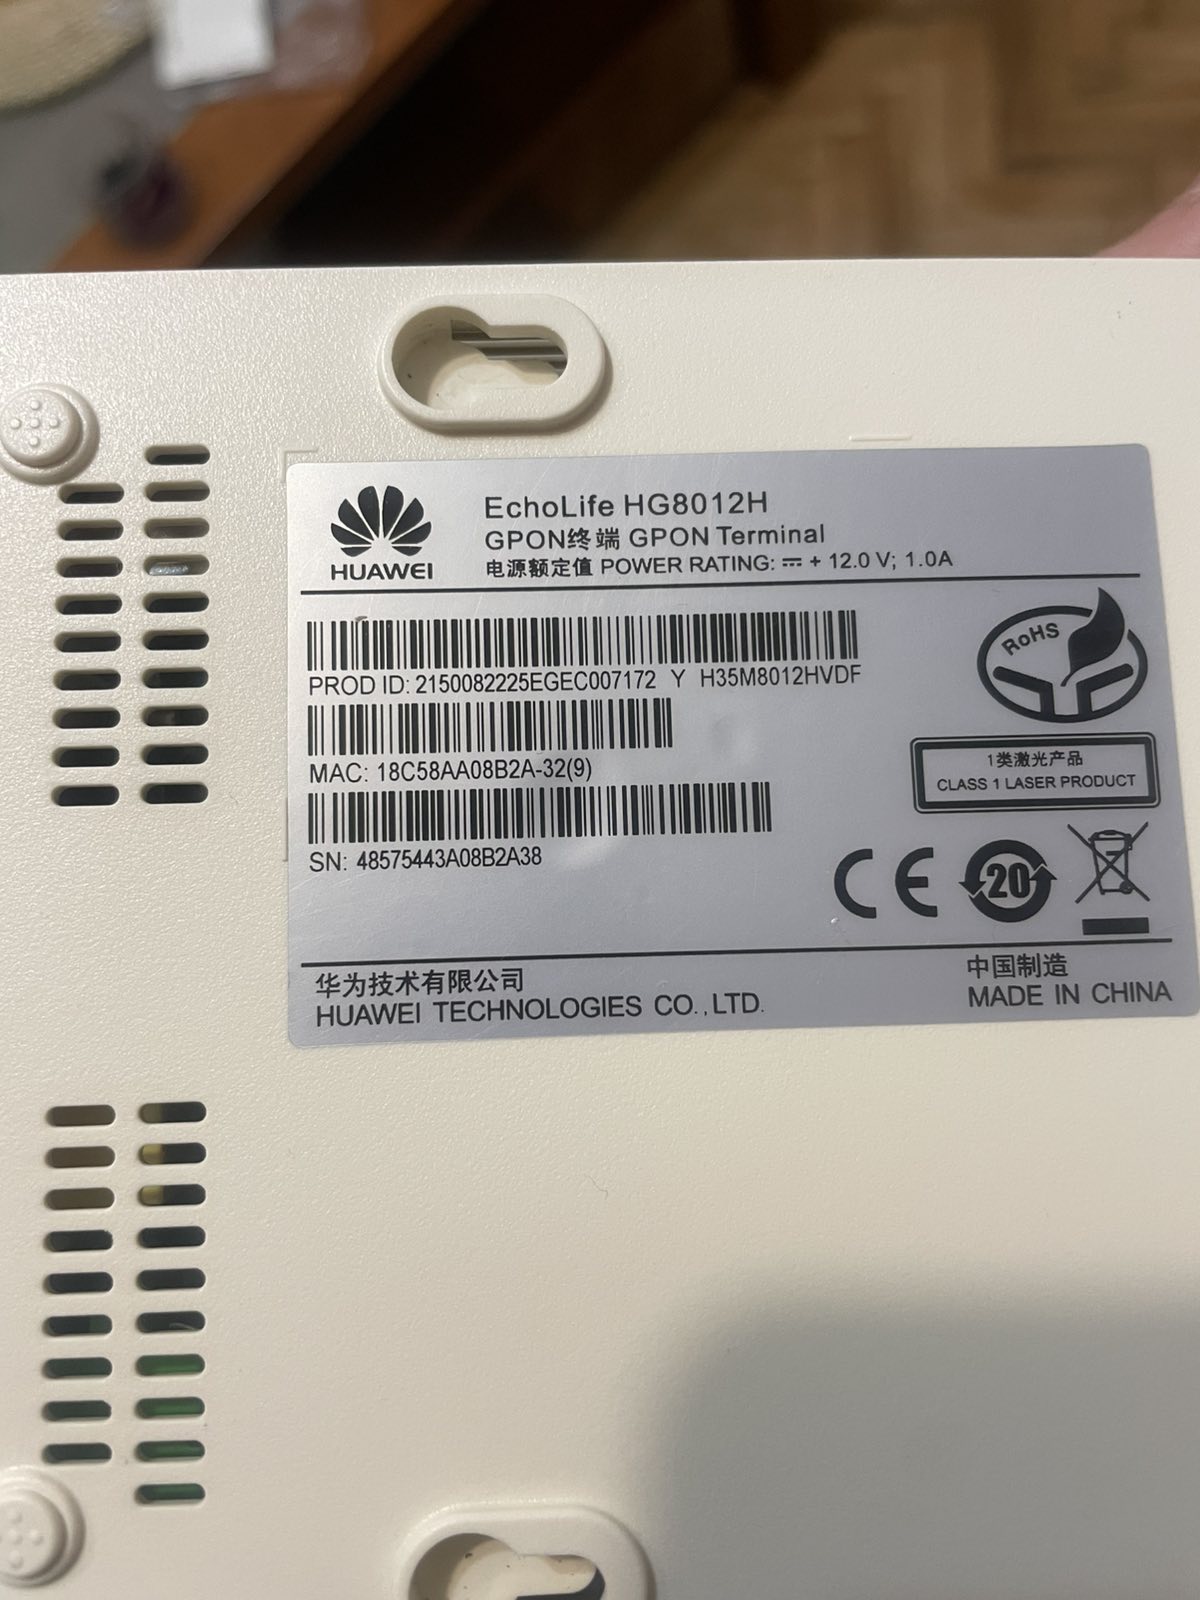 HUAWEI
EchoLife HG8012H
GPON终端 GPON Terminal
电源额定值 POWER RATING: ⎓ + 12.0 V; 1.0A
PROD ID: 2150082225EGEC007172 Y H35M8012HVDF
MAC: 18C58AA08B2A-32(9)
SN: 48575443A08B2A38
RoHS
1类激光产品
CLASS 1 LASER PRODUCT
CE
20
华为技术有限公司
HUAWEI TECHNOLOGIES CO.,LTD.
中国制造
MADE IN CHINA